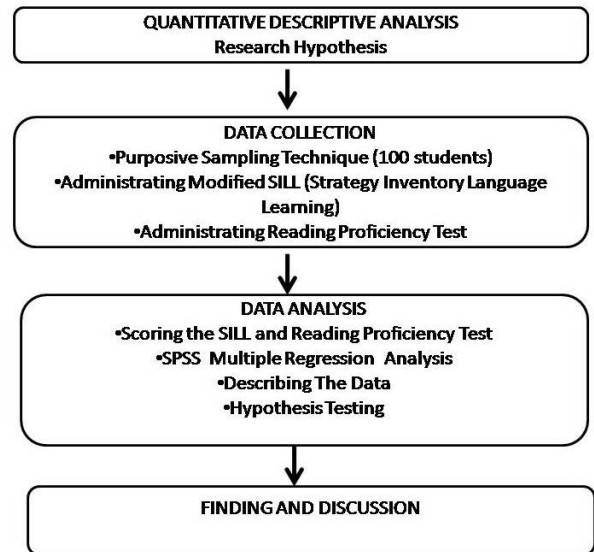 QUANTITATIVE DESCRIPTIVE ANALYSIS
Research Hypothesis
DATA COLLECTION
•Purposive Sampling Technique (100 students)
•Administrating Modified SILL (Strategy Inventory Language
Learning)
•Administrating Reading Proficiency Test
DATA ANALYSIS
•Scoring the SILL and Reading Proficiency Test
•SPSS Multiple Regression Analysis
•Describing The Data
•Hypothesis Testing
FINDING AND DISCUSSION